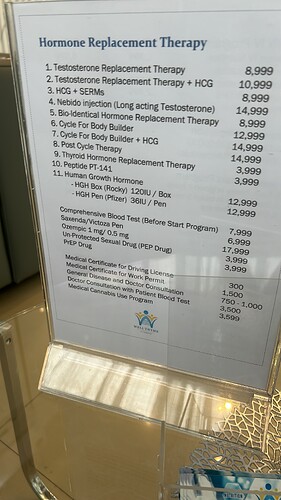 Hormone Replacement Therapy
1. Testosterone Replacement Therapy 8,999
2. Testosterone Replacement Therapy + HCG 10,999
3. HCG + SERMs 8,999
4. Nebido injection (Long acting Testosterone) 14,999
5. Bio-Identical Hormone Replacement Therapy 8,999
6. Cycle For Body Builder 12,999
7. Cycle For Body Builder + HCG 14,999
8. Post Cycle Therapy 14,999
9. Thyroid Hormone Replacement Therapy 3,999
10. Peptide PT-141 3,999
11. Human Growth Hormone
- HGH Box (Rocky) 120IU / Box 12,999
- HGH Pen (Pfizer) 36IU / Pen 12,999
Comprehensive Blood Test (Before Start Program) 7,999
Saxenda/Victoza Pen 6,999
Ozempic 1 mg/ 0.5 mg 17,999
Un-Protected Sexual Drug (PEP Drug) 3,999
PrEP Drug 3,999
Medical Certificate for Driving License 300
Medical Certificate for Work Permit 1,500
General Disease and Doctor Consultation 750 - 1,000
Doctor Consultation with Patient Blood Test 3,500
Medical Cannabis Use Program 3,599